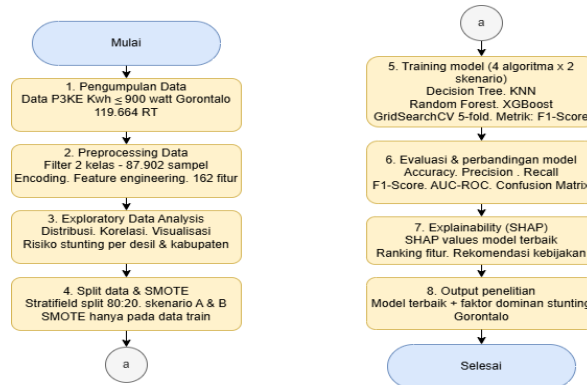 Mulai
1. Pengumpulan Data
Data P3KE Kwh ≤ 900 watt Gorontalo
119.664 RT
2. Preprocessing Data
Filter 2 kelas - 87.902 sampel
Encoding. Feature engineering. 162 fitur
3. Exploratory Data Analysis
Distribusi. Korelasi. Visualisasi
Risiko stunting per desil & kabupaten
4. Split data & SMOTE
Stratifield split 80:20. skenario A & B
SMOTE hanya pada data train
a
a
5. Training model (4 algoritma x 2
skenario)
Decision Tree. KNN
Random Forest. XGBoost
GridSearchCV 5-fold. Metrik: F1-Score
6. Evaluasi & perbandingan model
Accuracy. Precision . Recall
F1-Score. AUC-ROC. Confusion Matrix
7. Explainability (SHAP)
SHAP values model terbaik
Ranking fitur. Rekomendasi kebijakan
8. Output penelitian
Model terbaik + faktor dominan stunting
Gorontalo
Selesai